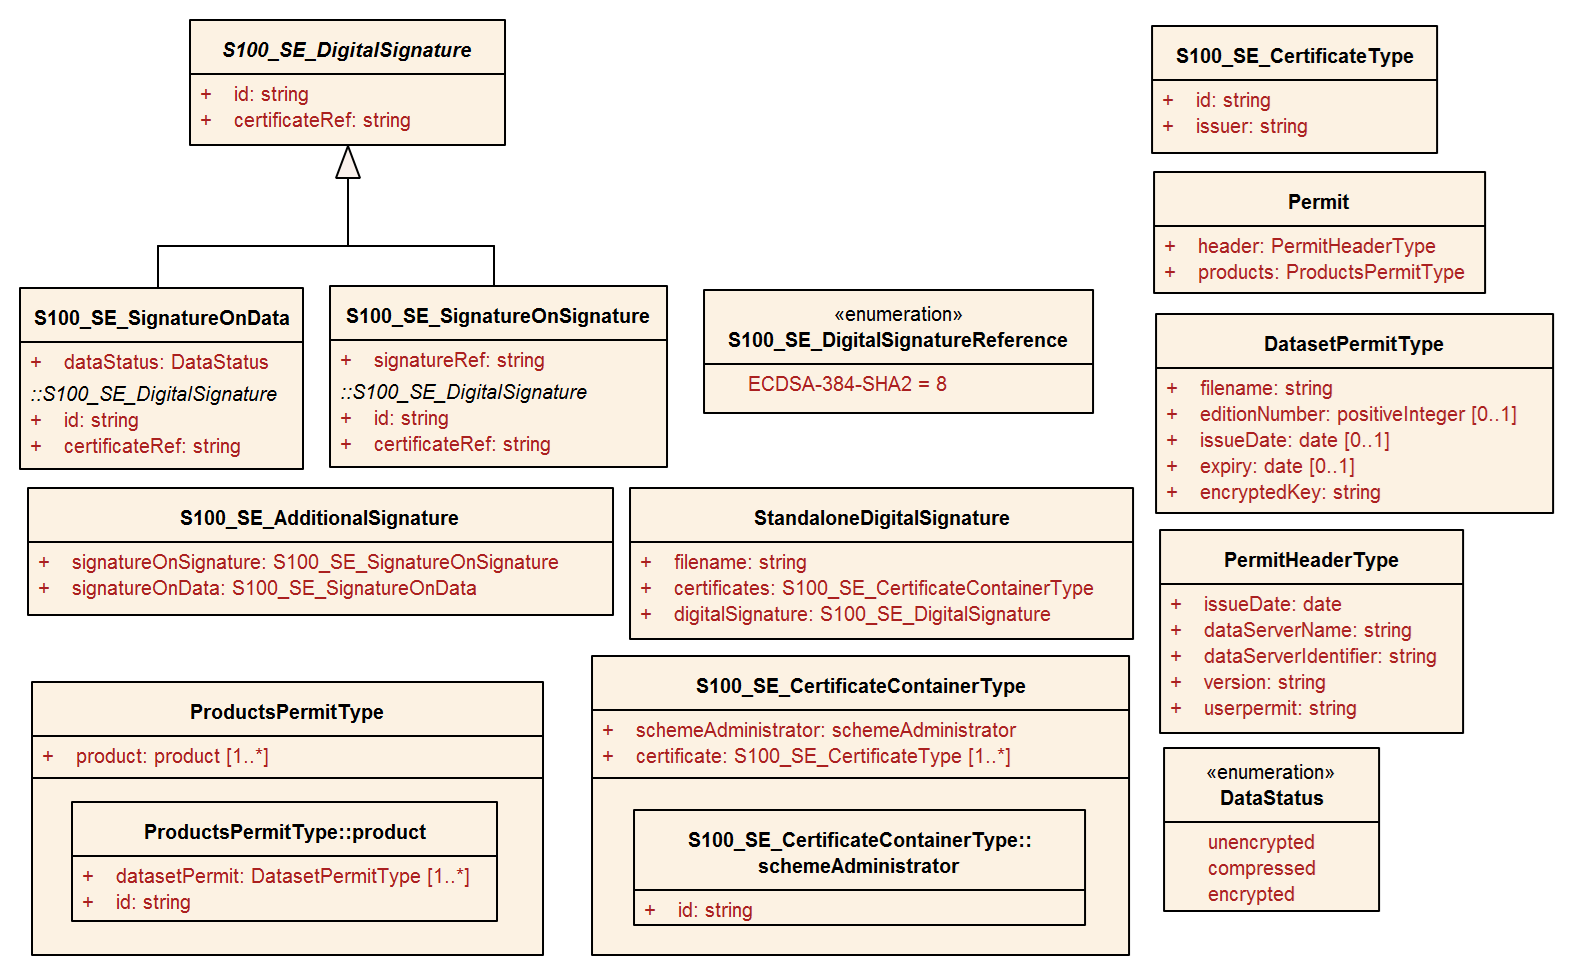 S100_SE_DigitalSignature
+ id: string
+ certificateRef: string
S100_SE_CertificateType
+ id: string
+ issuer: string
Permit
+ header: PermitHeaderType
+ products: ProductsPermitType
S100_SE_SignatureOnData
+ dataStatus: DataStatus
::S100_SE_DigitalSignature
+ id: string
+ certificateRef: string
S100_SE_SignatureOnSignature
+ signatureRef: string
::S100_SE_DigitalSignature
+ id: string
+ certificateRef: string
«enumeration»
S100_SE_DigitalSignatureReference
ECDSA-384-SHA2 = 8
DatasetPermitType
+ filename: string
+ editionNumber: positiveInteger [0..1]
+ issueDate: date [0..1]
+ expiry: date [0..1]
+ encryptedKey: string
S100_SE_AdditionalSignature
+ signatureOnSignature: S100_SE_SignatureOnSignature
+ signatureOnData: S100_SE_SignatureOnData
StandaloneDigitalSignature
+ filename: string
+ certificates: S100_SE_CertificateContainerType
+ digitalSignature: S100_SE_DigitalSignature
PermitHeaderType
+ issueDate: date
+ dataServerName: string
+ dataServerIdentifier: string
+ version: string
+ userpermit: string
ProductsPermitType
+ product: product [1..*]
ProductsPermitType::product
+ datasetPermit: DatasetPermitType [1..*]
+ id: string
S100_SE_CertificateContainerType
+ schemeAdministrator: schemeAdministrator
+ certificate: S100_SE_CertificateType [1..*]
S100_SE_CertificateContainerType::
schemeAdministrator
+ id: string
«enumeration»
DataStatus
unencrypted
compressed
encrypted